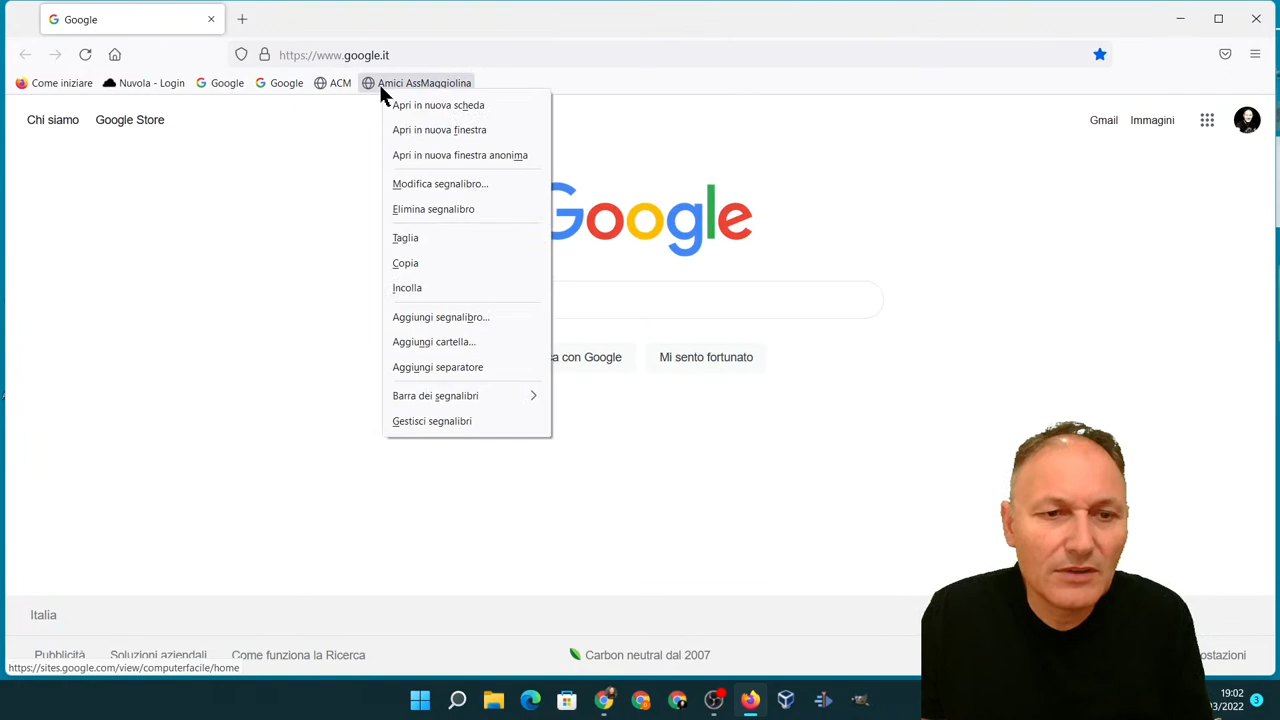 Google
https://www.google.it
Come iniziare
Nuvola - Login
Google
Google
ACM
Amici AssMaggiolina
Chi siamo
Google Store
Gmail
Immagini
Apri in nuova scheda
Apri in nuova finestra
Apri in nuova finestra anonima
Modifica segnalibro...
Elimina segnalibro
Taglia
Copia
Incolla
Aggiungi segnalibro...
Aggiungi cartella...
Aggiungi separatore
Barra dei segnalibri
Gestisci segnalibri
Google
a con Google
Mi sento fortunato
Italia
Pubblicità
Soluzioni aziendali
Come funziona la Ricerca
Carbon neutral dal 2007
ostazioni
https://sites.google.com/view/computerfacile/home
19:02
03/2022
3